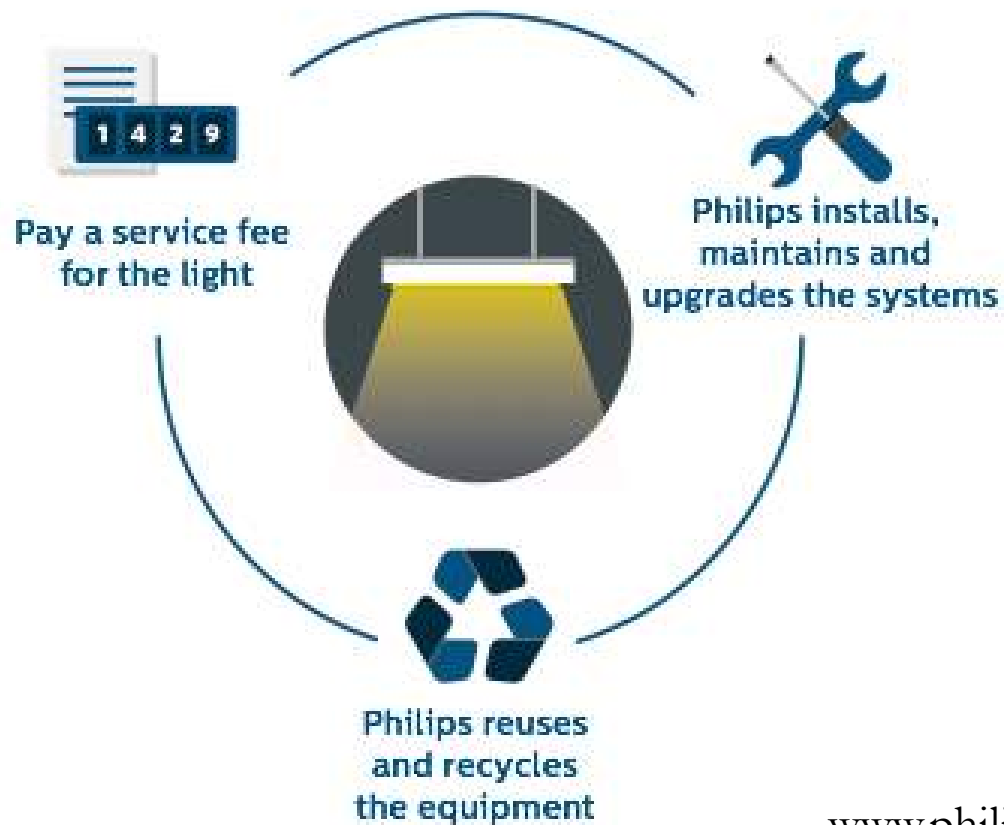 1 4 2 9
Pay a service fee
for the light
Philips installs,
maintains and
upgrades the systems
Philips reuses
and recycles
the equipment